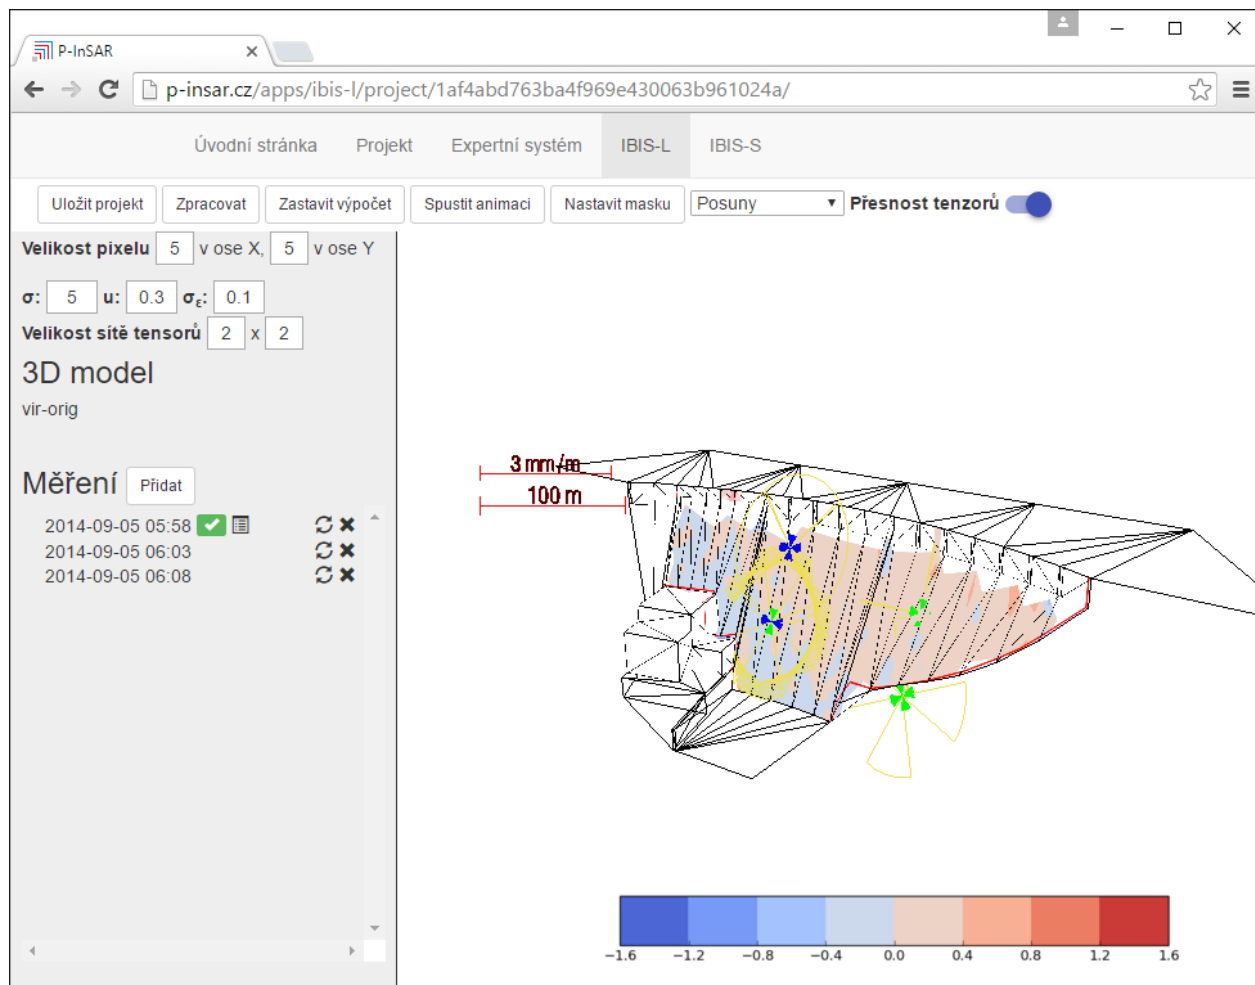 P-InSAR
p-insar.cz/apps/ibis-l/project/1af4abd763ba4f969e430063b961024a/
Úvodní stránka Projekt Expertní systém IBIS-L IBIS-S
Uložit projekt Zpracovat Zastavit výpočet Spustit animaci Nastavit masku Posuny Přesnost tenzorů
Velikost pixelu 5 v ose X, 5 v ose Y
σ: 5 u: 0.3 σε: 0.1
Velikost sítě tensorů 2 x 2
3D model
vir-orig
Měření Přidat
2014-09-05 05:58
2014-09-05 06:03
2014-09-05 06:08
3 mm/m
100 m
−1.6 −1.2 −0.8 −0.4 0.0 0.4 0.8 1.2 1.6